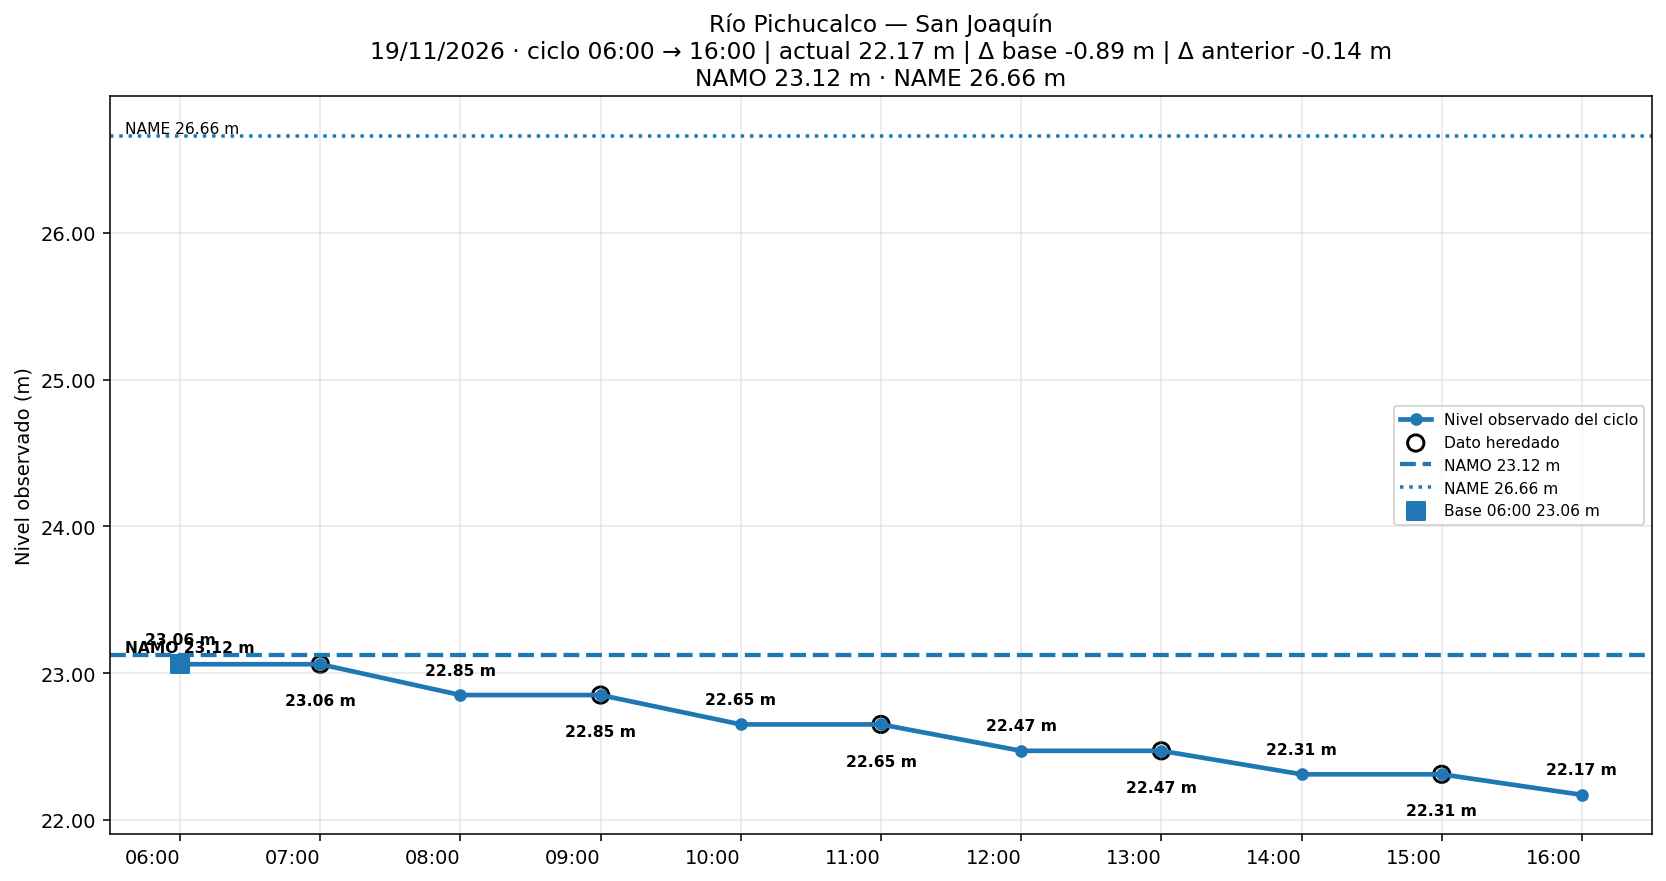 Río Pichucalco — San Joaquín
19/11/2026 · ciclo 06:00 → 16:00 | actual 22.17 m | Δ base -0.89 m | Δ anterior -0.14 m
NAMO 23.12 m · NAME 26.66 m
NAME 26.66 m
26.00
25.00
24.00
23.00
22.00
Nivel observado (m)
Nivel observado del ciclo
Dato heredado
NAMO 23.12 m
NAME 26.66 m
Base 06:00 23.06 m
23.06 m
NAMO 23.12 m
23.06 m
22.85 m
22.85 m
22.65 m
22.65 m
22.47 m
22.47 m
22.31 m
22.31 m
22.17 m
06:00 07:00 08:00 09:00 10:00 11:00 12:00 13:00 14:00 15:00 16:00